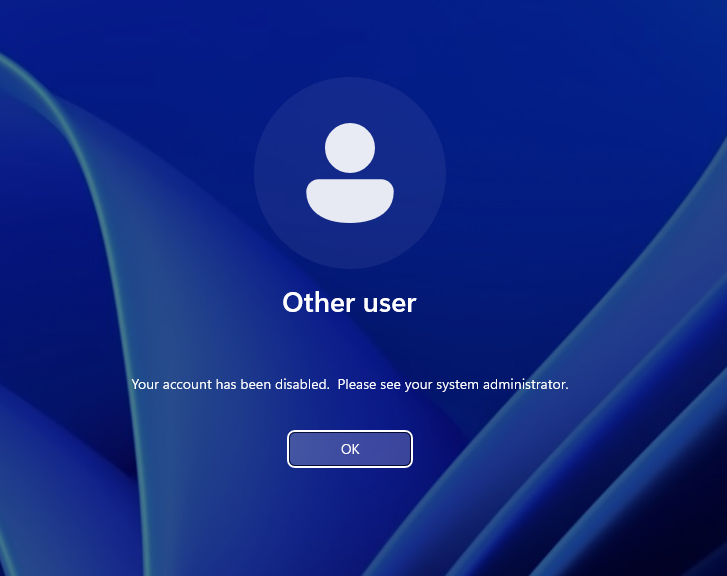 Other user
Your account has been disabled.  Please see your system administrator.
OK